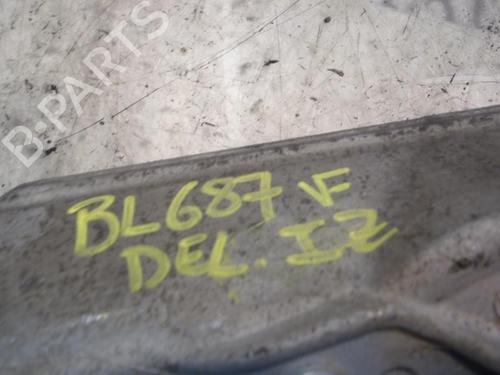 B-PARTS
BL687 VF
DEL. IZ